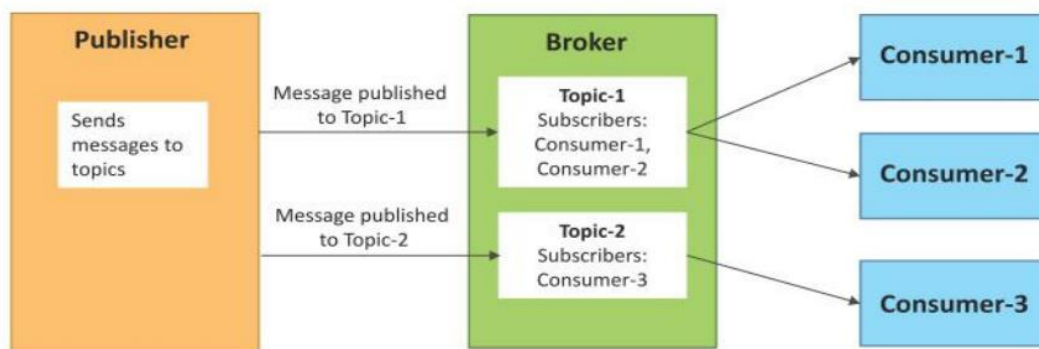 Publisher
Sends
messages to
topics
Message published
to Topic-1
Message published
to Topic-2
Broker
Topic-1
Subscribers:
Consumer-1,
Consumer-2
Topic-2
Subscribers:
Consumer-3
Consumer-1
Consumer-2
Consumer-3